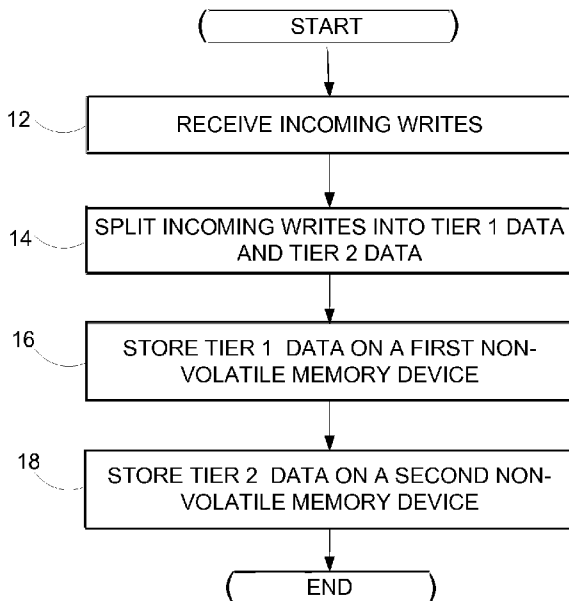 START
12
RECEIVE INCOMING WRITES
14
SPLIT INCOMING WRITES INTO TIER 1 DATA
AND TIER 2 DATA
16
STORE TIER 1 DATA ON A FIRST NON-
VOLATILE MEMORY DEVICE
18
STORE TIER 2 DATA ON A SECOND NON-
VOLATILE MEMORY DEVICE
END